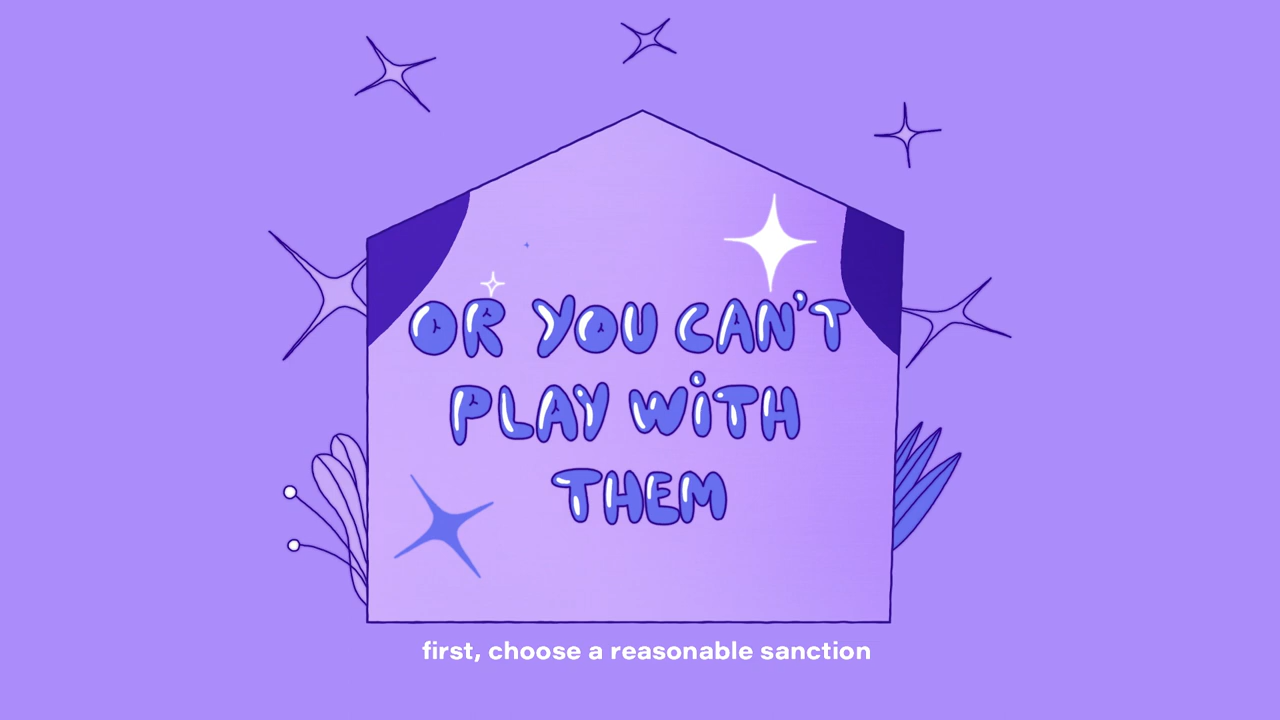 OR YOU CAN'T
PLAY WITH
THEM
first, choose a reasonable sanction